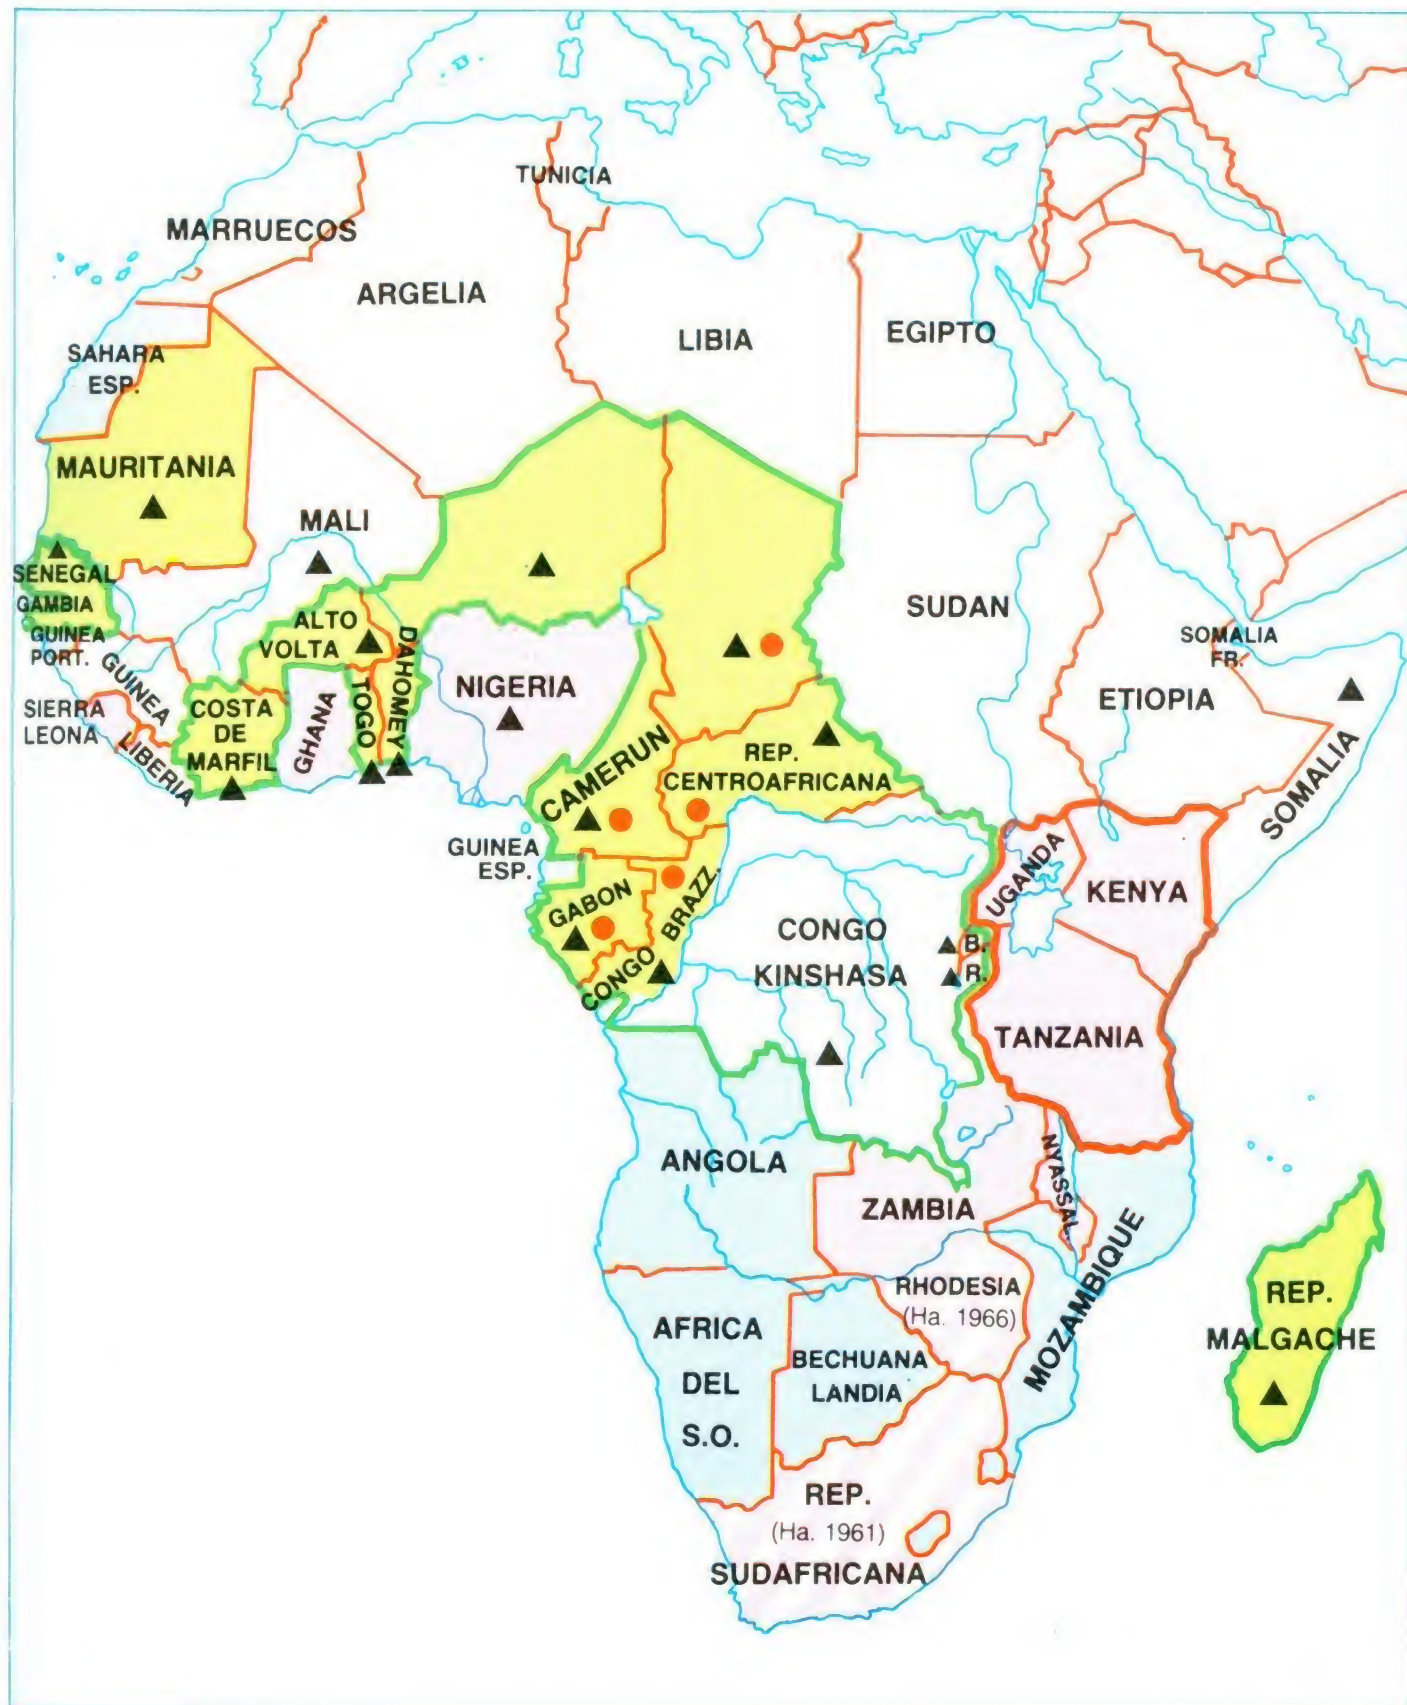 TUNICIA
MARRUECOS
ARGELIA
LIBIA
EGIPTO
SAHARA
ESP.
MAURITANIA
MALI
SENEGAL
GAMBIA
GUINEA
PORT.
GUINEA
SIERRA
LEONA
LIBERIA
COSTA
DE
MARFIL
ALTO
VOLTA
GHANA
TOGO
DAHOMEY
NIGERIA
SUDAN
SOMALIA
FR.
ETIOPIA
SOMALIA
CAMERUN
REP.
CENTROAFRICANA
GUINEA
ESP.
GABON
CONGO
BRAZZ.
CONGO
KINSHASA
UGANDA
KENYA
B.
R.
TANZANIA
ANGOLA
ZAMBIA
NYASSAL.
MOZAMBIQUE
RHODESIA
(Ha. 1966)
AFRICA
DEL
S.O.
BECHUANA
LANDIA
REP.
MALGACHE
REP.
(Ha. 1961)
SUDAFRICANA